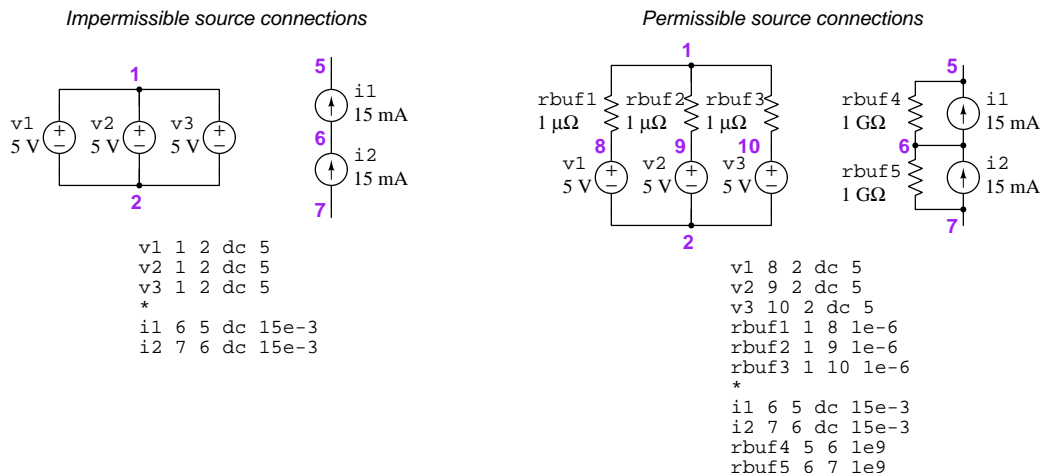 Impermissible source connections
1
v1
5 V
v2
5 V
v3
5 V
+
−
+
−
+
−
2
5
i1
15 mA
6
i2
15 mA
7
v1 1 2 dc 5
v2 1 2 dc 5
v3 1 2 dc 5
*
i1 6 5 dc 15e-3
i2 7 6 dc 15e-3
Permissible source connections
1
rbuf1
1 μΩ
rbuf2
1 μΩ
rbuf3
1 μΩ
8
9
10
v1
5 V
v2
5 V
v3
5 V
+
−
+
−
+
−
2
5
rbuf4
1 GΩ
i1
15 mA
6
rbuf5
1 GΩ
i2
15 mA
7
v1 8 2 dc 5
v2 9 2 dc 5
v3 10 2 dc 5
rbuf1 1 8 1e-6
rbuf2 1 9 1e-6
rbuf3 1 10 1e-6
*
i1 6 5 dc 15e-3
i2 7 6 dc 15e-3
rbuf4 5 6 1e9
rbuf5 6 7 1e9